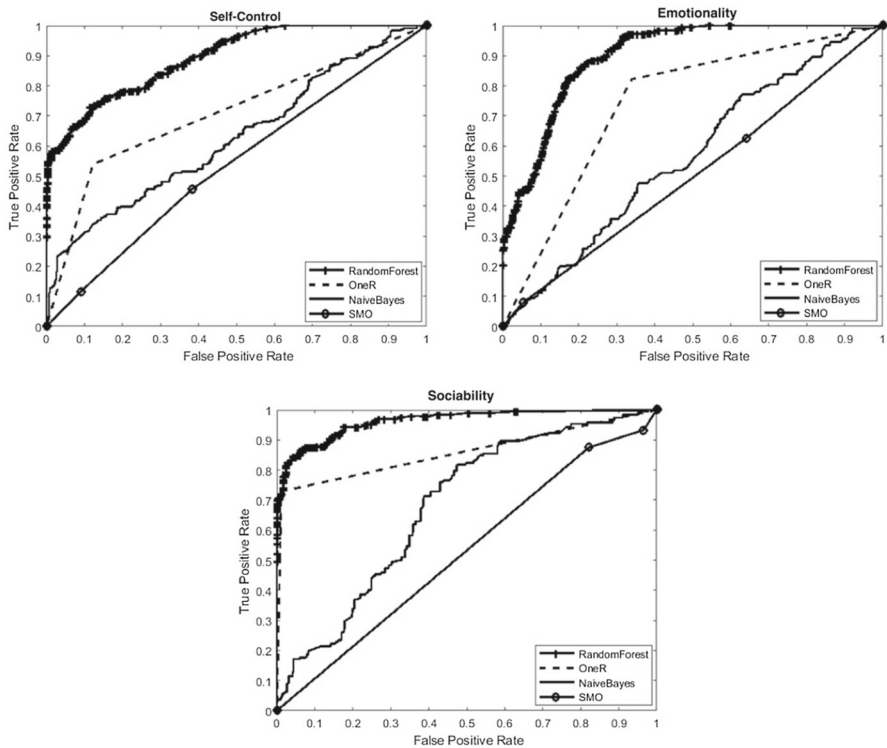 Self-Control
True Positive Rate
1
0.9
0.8
0.7
0.6
0.5
0.4
0.3
0.2
0.1
0
0 0.1 0.2 0.3 0.4 0.5 0.6 0.7 0.8 0.9 1
False Positive Rate
RandomForest
OneR
NaiveBayes
SMO
Emotionality
True Positive Rate
1
0.9
0.8
0.7
0.6
0.5
0.4
0.3
0.2
0.1
0
0 0.1 0.2 0.3 0.4 0.5 0.6 0.7 0.8 0.9 1
False Positive Rate
RandomForest
OneR
NaiveBayes
SMO
Sociability
True Positive Rate
1
0.9
0.8
0.7
0.6
0.5
0.4
0.3
0.2
0.1
0
0 0.1 0.2 0.3 0.4 0.5 0.6 0.7 0.8 0.9 1
False Positive Rate
RandomForest
OneR
NaiveBayes
SMO